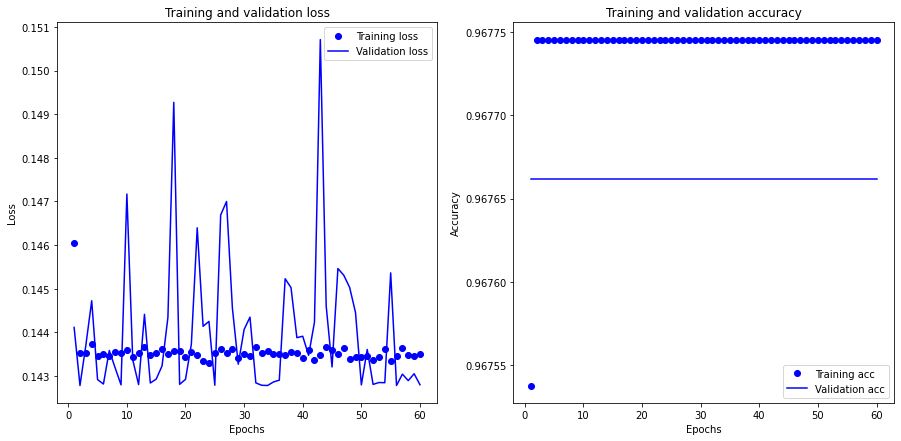 Training and validation loss
0.151
0.150
0.149
0.148
0.147
0.146
0.145
0.144
0.143
Loss
0 10 20 30 40 50 60
Epochs
Training loss
Validation loss
Training and validation accuracy
0.96775
0.96770
0.96765
0.96760
0.96755
Accuracy
0 10 20 30 40 50 60
Epochs
Training acc
Validation acc